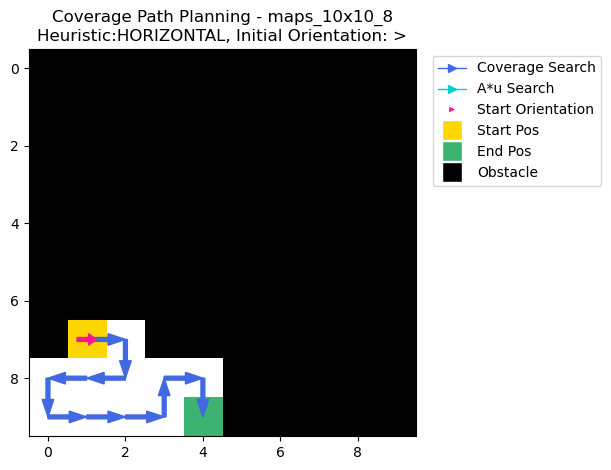 Coverage Path Planning - maps_10x10_8
Heuristic:HORIZONTAL, Initial Orientation: >
Coverage Search
A*u Search
Start Orientation
Start Pos
End Pos
Obstacle
0
2
4
6
8
0 2 4 6 8